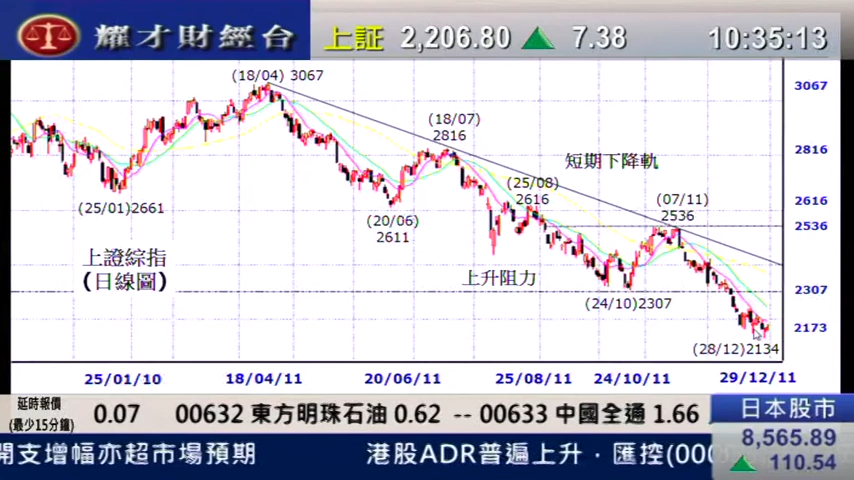 耀才財經台
上証 2,206.80 7.38 10:35:13
(18/04) 3067
3067
(18/07)
2816
2816
短期下降軌
(25/08)
2616
(07/11)
2536
2616
(25/01)2661
(20/06)
2611
2536
上證綜指
(日線圖)
上升阻力
(24/10)2307
2307
2173
(28/12)2134
25/01/10 18/04/11 20/06/11 25/08/11 24/10/11 29/12/11
延時報價
(最少15分鐘)
0.07 00632 東方明珠石油 0.62 -- 00633 中國全通 1.66
日本股市
8,565.89
110.54
開支增幅亦超市場預期 港股ADR普遍上升，匯控(00